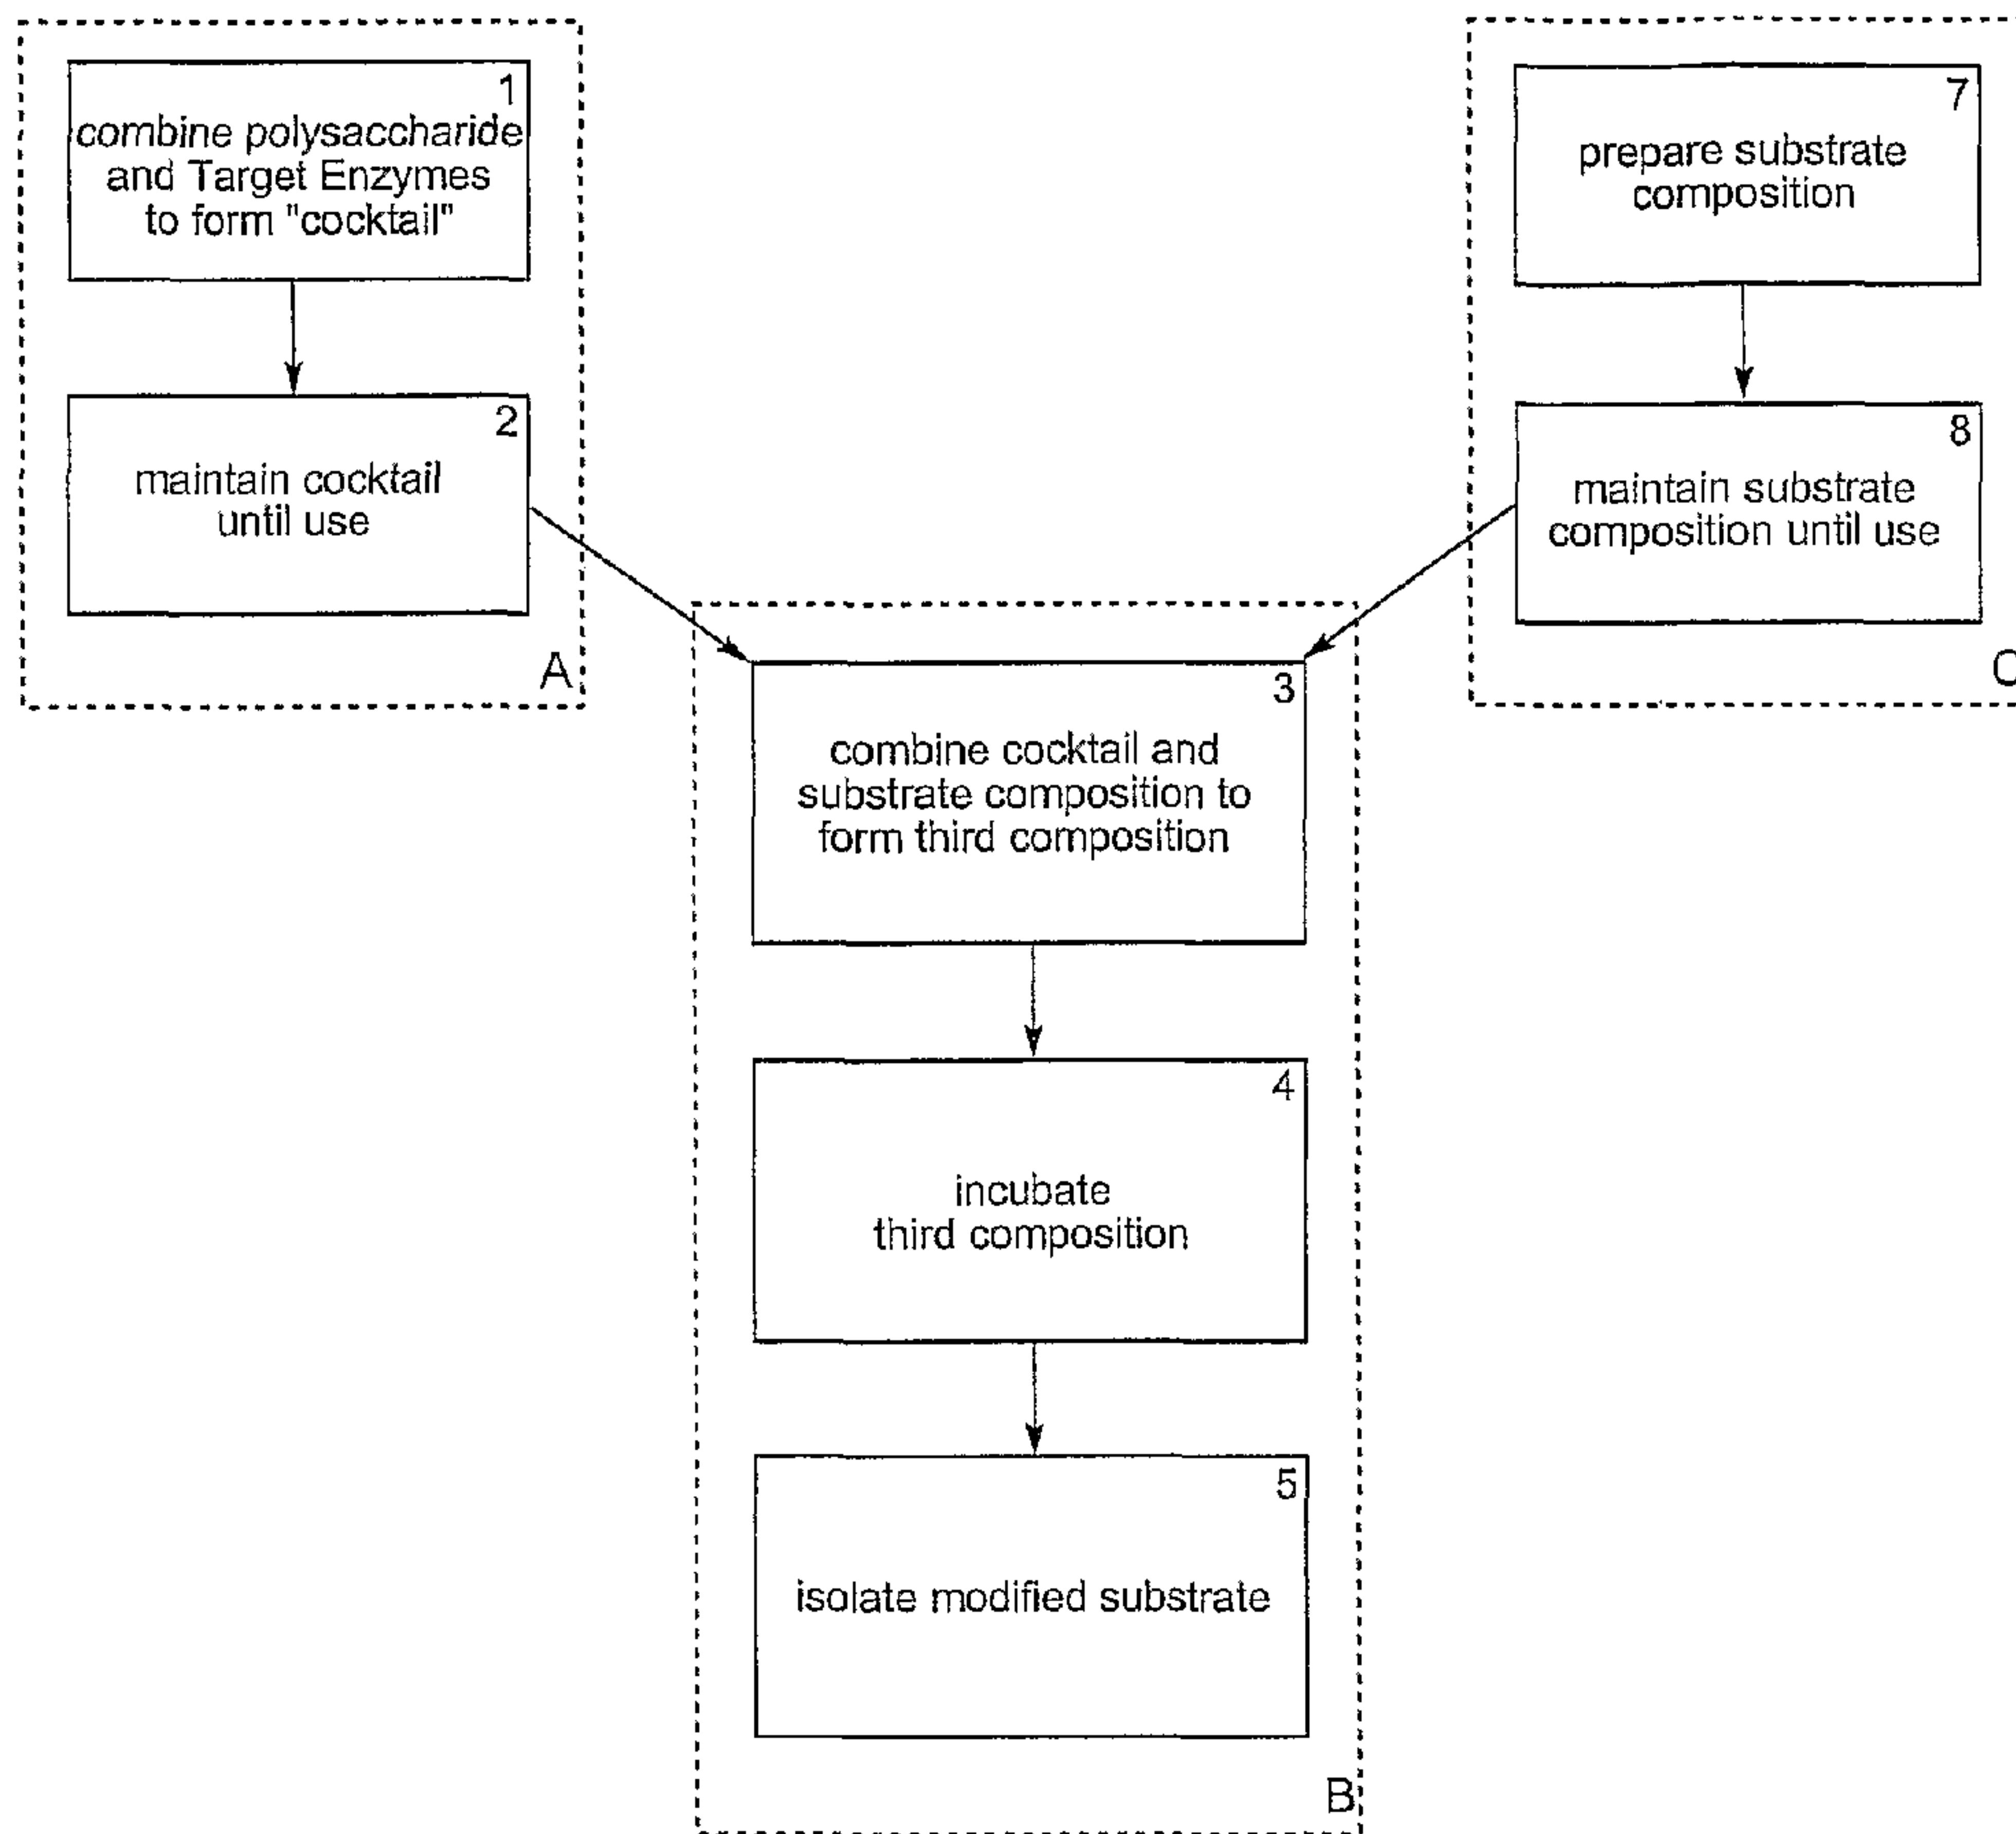 1
combine polysaccharide
and Target Enzymes
to form "cocktail"
2
maintain cocktail
until use
A
7
prepare substrate
composition
8
maintain substrate
composition until use
C
3
combine cocktail and
substrate composition to
form third composition
4
incubate
third composition
5
isolate modified substrate
B